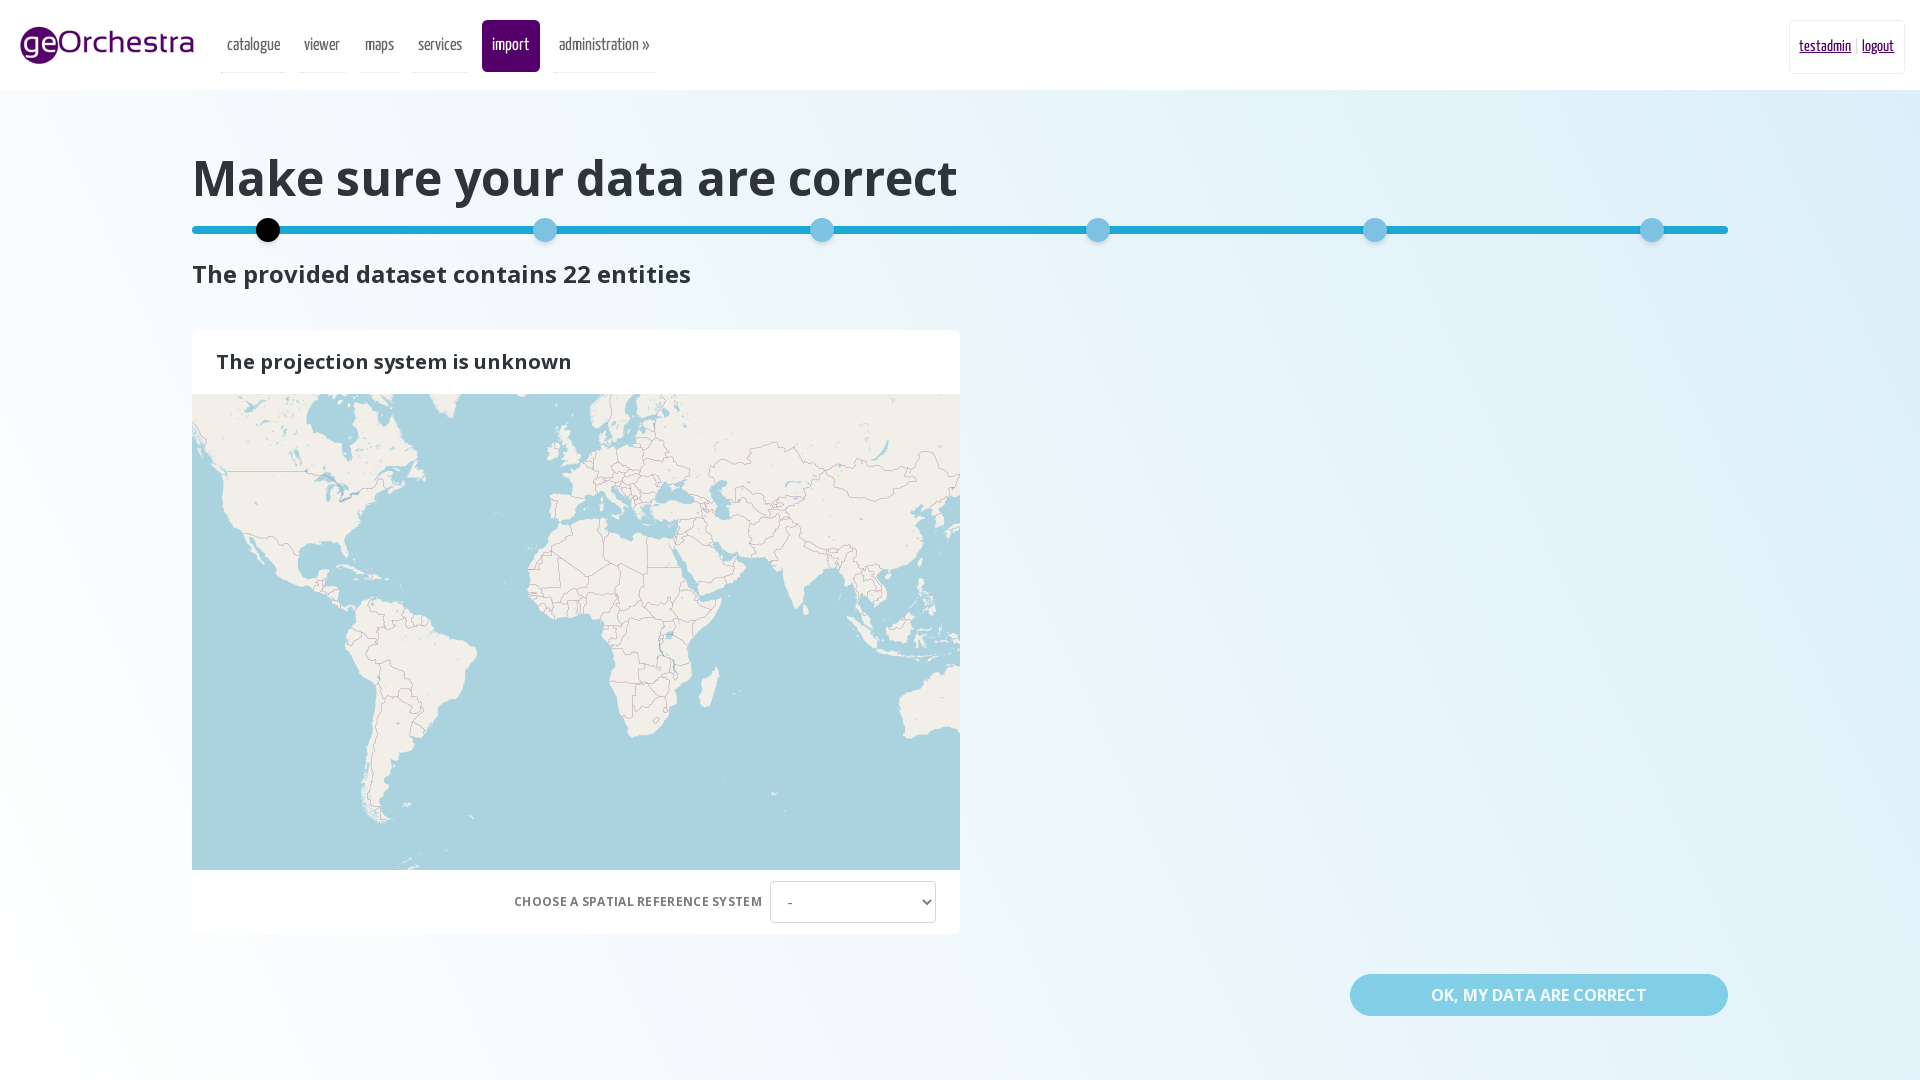 geOrchestra
catalogue
viewer
maps
services
import
administration »
testadmin | logout
Make sure your data are correct
The provided dataset contains 22 entities
The projection system is unknown
CHOOSE A SPATIAL REFERENCE SYSTEM
-
OK, MY DATA ARE CORRECT